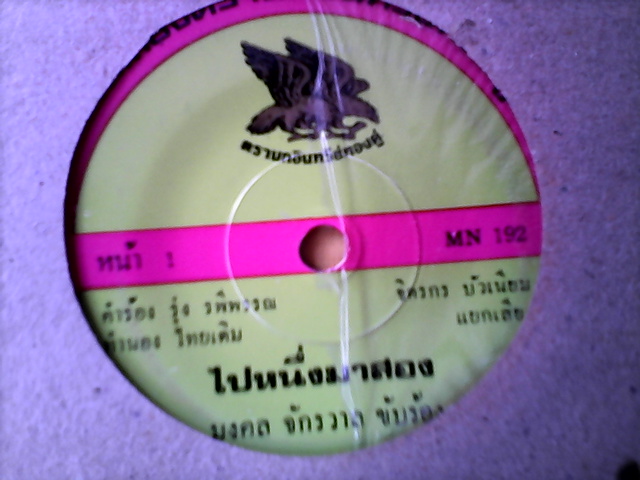 ตรานกอินทรีย์ทองคู่
หน้า 1 MN 192
คำร้อง รุ่ง รพีพรรณ จิตรกร บัวเนียม
ทำนอง ไทยเดิม แยกเสียง
ไปหนึ่งมาสอง
มงคล จักรวาล ขับร้อง